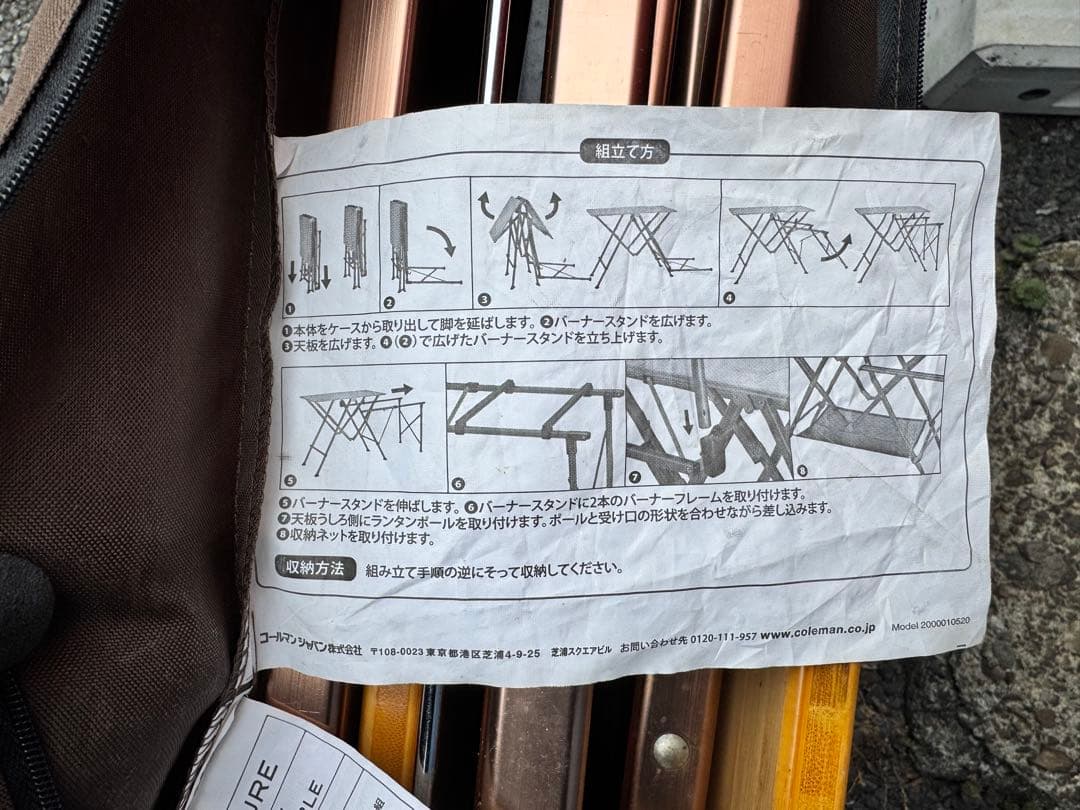 組立て方
❶ ❷ ❸ ❹
❶本体をケースから取り出して脚を延ばします。❷バーナースタンドを広げます。
❸天板を広げます。❹(❷)で広げたバーナースタンドを立ち上げます。
❺ ❻ ❼ ❽
❺バーナースタンドを伸ばします。❻バーナースタンドに2本のバーナーフレームを取り付けます。
❼天板うしろ側にランタンポールを取り付けます。ポールと受け口の形状を合わせながら差し込みます。
❽収納ネットを取り付けます。
収納方法 組み立て手順の逆にそって収納してください。
コールマン ジャパン株式会社 〒108-0023 東京都港区芝浦4-9-25 芝浦スクエアビル お問い合わせ先 0120-111-957 www.coleman.co.jp Model 2000010520
URE
BLE
組